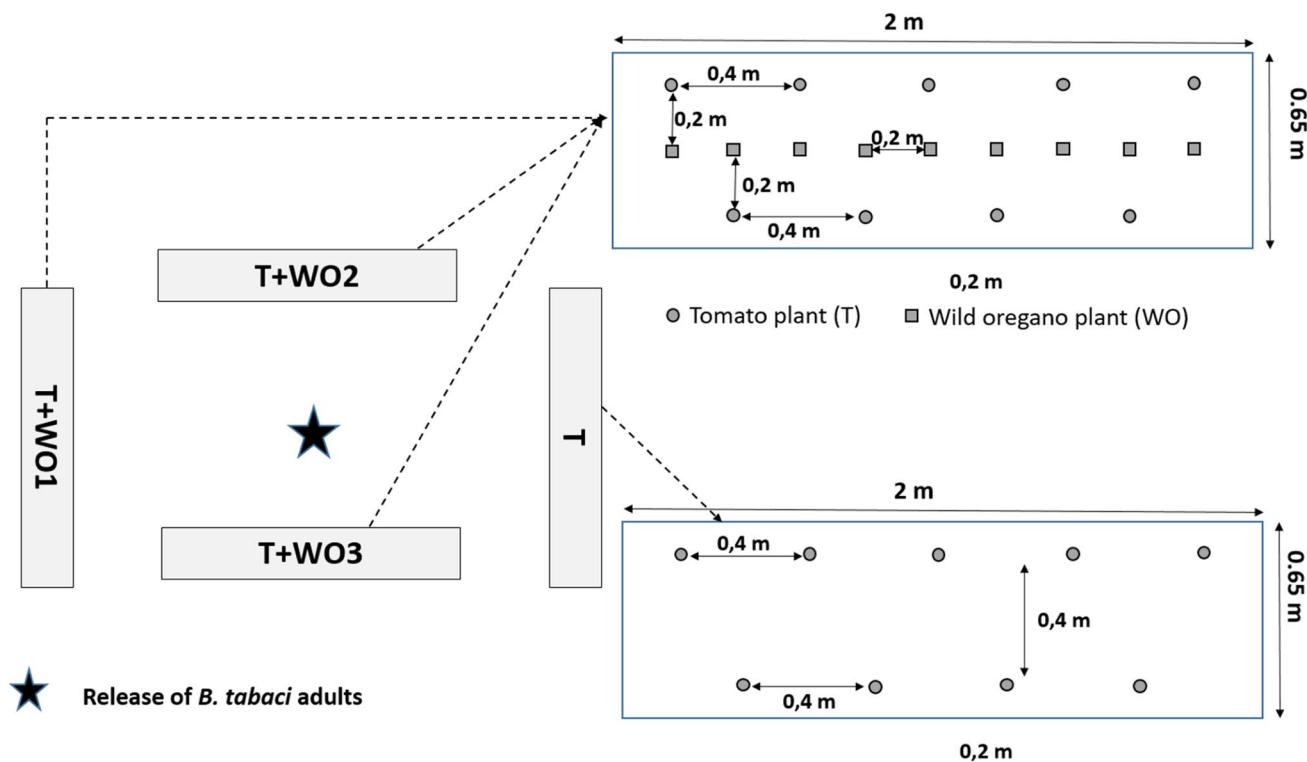 2 m
0,4 m
0,2 m
0,2 m
0,2 m
0,4 m
0.65 m
0,2 m
Tomato plant (T)
Wild oregano plant (WO)
T+WO2
T+WO1
T
T+WO3
2 m
0,4 m
0,4 m
0,4 m
0.65 m
0,2 m
Release of B. tabaci adults